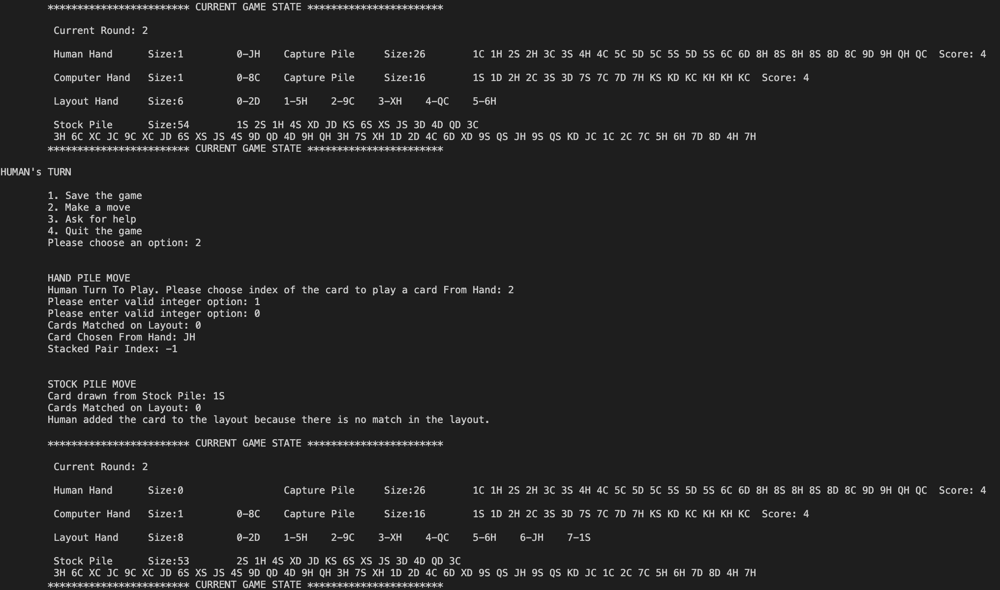 ************************ CURRENT GAME STATE ***********************
Current Round: 2
Human Hand Size:1 0-JH Capture Pile Size:26 1C 1H 2S 2H 3C 3S 4H 4C 5C 5D 5C 5S 5D 5S 6C 6D 8H 8S 8H 8S 8D 8C 9D 9H QH QC Score: 4
Computer Hand Size:1 0-8C Capture Pile Size:16 1S 1D 2H 2C 3S 3D 7S 7C 7D 7H KS KD KC KH KH KC Score: 4
Layout Hand Size:6 0-2D 1-5H 2-9C 3-XH 4-QC 5-6H
Stock Pile Size:54 1S 2S 1H 4S XD JD KS 6S XS JS 3D 4D QD 3C
3H 6C XC JC 9C XC JD 6S XS JS 4S 9D QD 4D 9H QH 3H 7S XH 1D 2D 4C 6D XD 9S QS JH 9S QS KD JC 1C 2C 7C 5H 6H 7D 8D 4H 7H
************************ CURRENT GAME STATE ***********************
HUMAN's TURN
1. Save the game
2. Make a move
3. Ask for help
4. Quit the game
Please choose an option: 2
HAND PILE MOVE
Human Turn To Play. Please choose index of the card to play a card From Hand: 2
Please enter valid integer option: 1
Please enter valid integer option: 0
Cards Matched on Layout: 0
Card Chosen From Hand: JH
Stacked Pair Index: -1
STOCK PILE MOVE
Card drawn from Stock Pile: 1S
Cards Matched on Layout: 0
Human added the card to the layout because there is no match in the layout.
************************ CURRENT GAME STATE ***********************
Current Round: 2
Human Hand Size:0 Capture Pile Size:26 1C 1H 2S 2H 3C 3S 4H 4C 5C 5D 5C 5S 5D 5S 6C 6D 8H 8S 8H 8S 8D 8C 9D 9H QH QC Score: 4
Computer Hand Size:1 0-8C Capture Pile Size:16 1S 1D 2H 2C 3S 3D 7S 7C 7D 7H KS KD KC KH KH KC Score: 4
Layout Hand Size:8 0-2D 1-5H 2-9C 3-XH 4-QC 5-6H 6-JH 7-1S
Stock Pile Size:53 2S 1H 4S XD JD KS 6S XS JS 3D 4D QD 3C
3H 6C XC JC 9C XC JD 6S XS JS 4S 9D QD 4D 9H QH 3H 7S XH 1D 2D 4C 6D XD 9S QS JH 9S QS KD JC 1C 2C 7C 5H 6H 7D 8D 4H 7H
************************ CURRENT GAME STATE ***********************